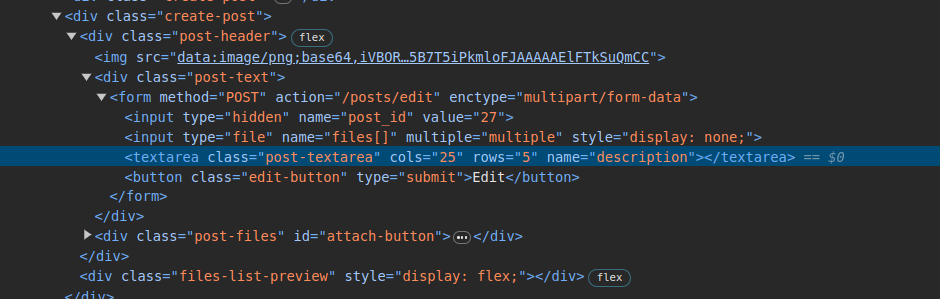 <div class="create-post">
<div class="post-header"> flex
<img src="data:image/png;base64,iVBOR…5B7T5iPkmloFJAAAAAElFTkSuQmCC">
<div class="post-text">
<form method="POST" action="/posts/edit" enctype="multipart/form-data">
<input type="hidden" name="post_id" value="27">
<input type="file" name="files[]" multiple="multiple" style="display: none;">
<textarea class="post-textarea" cols="25" rows="5" name="description"></textarea> == $0
<button class="edit-button" type="submit">Edit</button>
</form>
</div>
<div class="post-files" id="attach-button">…</div>
</div>
<div class="files-list-preview" style="display: flex;"></div> flex
</div>